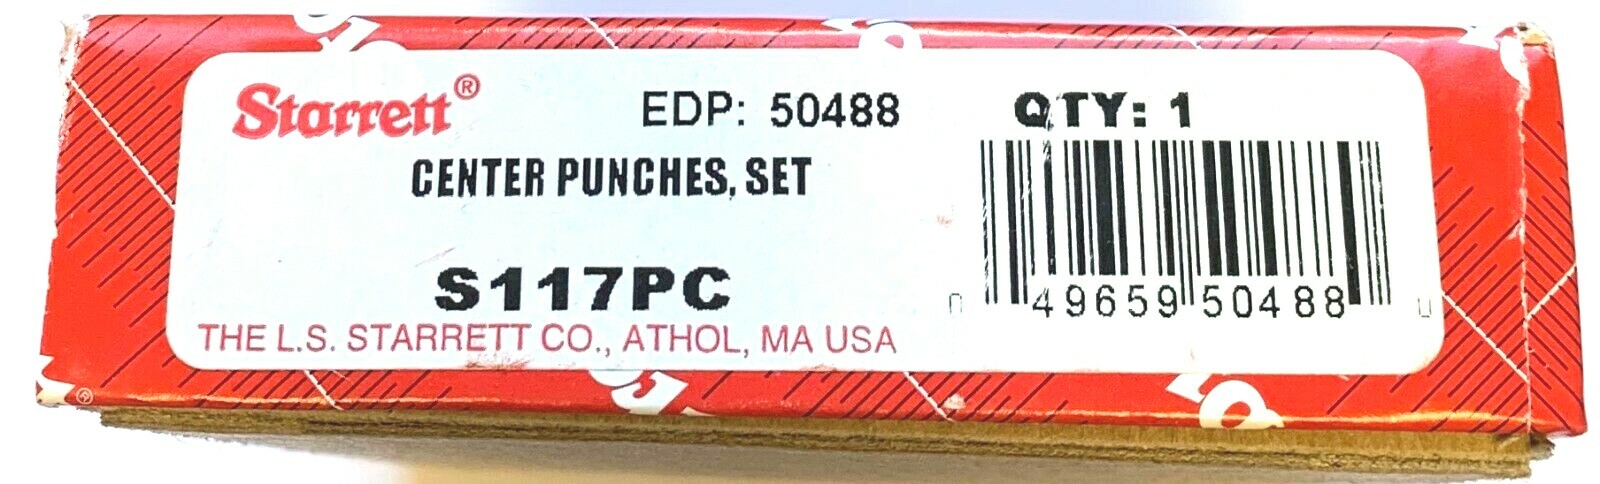 Starrett®
EDP: 50488
QTY: 1
CENTER PUNCHES, SET
S117PC
0 49659 50488 0
THE L.S. STARRETT CO., ATHOL, MA USA
®